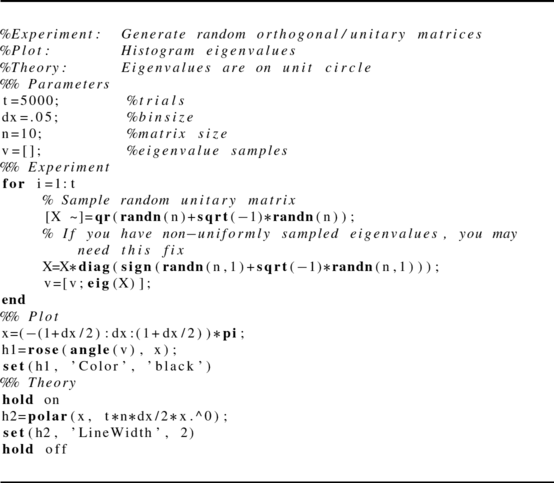 %Experiment: Generate random orthogonal/unitary matrices
%Plot: Histogram eigenvalues
%Theory: Eigenvalues are on unit circle
%% Parameters
t=5000; %trials
dx=.05; %binsize
n=10; %matrix size
v=[]; %eigenvalue samples
%% Experiment
for i=1:t
% Sample random unitary matrix
[X ~]=qr(randn(n)+sqrt(-1)*randn(n));
% If you have non-uniformly sampled eigenvalues, you may
need this fix
X=X*diag(sign(randn(n,1)+sqrt(-1)*randn(n,1)));
v=[v;eig(X)];
end
%% Plot
x=(-(1+dx/2):dx:(1+dx/2))*pi;
h1=rose(angle(v), x);
set(h1, 'Color', 'black')
%% Theory
hold on
h2=polar(x, t*n*dx/2*x.^0);
set(h2, 'LineWidth', 2)
hold off